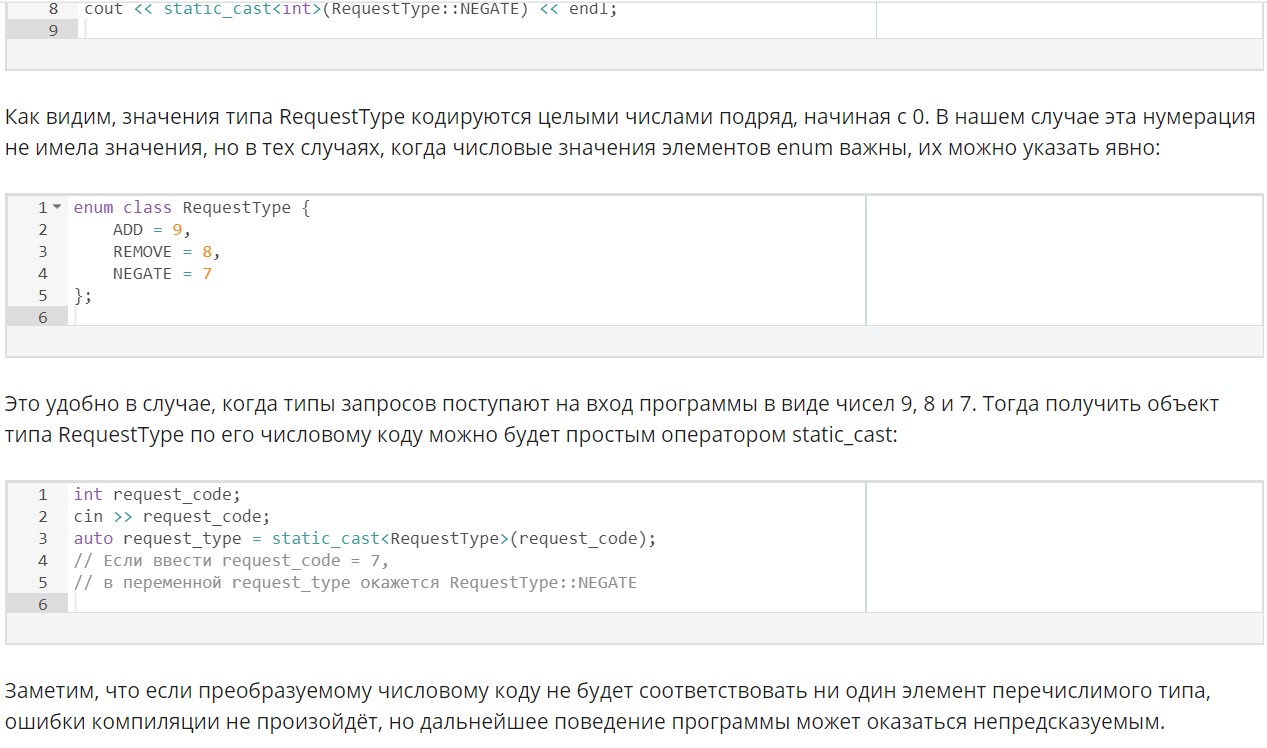 8 cout << static_cast<int>(RequestType::NEGATE) << endl;
9
Как видим, значения типа RequestType кодируются целыми числами подряд, начиная с 0. В нашем случае эта нумерация
не имела значения, но в тех случаях, когда числовые значения элементов enum важны, их можно указать явно:
1 enum class RequestType {
2     ADD = 9,
3     REMOVE = 8,
4     NEGATE = 7
5 };
6
Это удобно в случае, когда типы запросов поступают на вход программы в виде чисел 9, 8 и 7. Тогда получить объект
типа RequestType по его числовому коду можно будет простым оператором static_cast:
1 int request_code;
2 cin >> request_code;
3 auto request_type = static_cast<RequestType>(request_code);
4 // Если ввести request_code = 7,
5 // в переменной request_type окажется RequestType::NEGATE
6
Заметим, что если преобразуемому числовому коду не будет соответствовать ни один элемент перечислимого типа,
ошибки компиляции не произойдёт, но дальнейшее поведение программы может оказаться непредсказуемым.